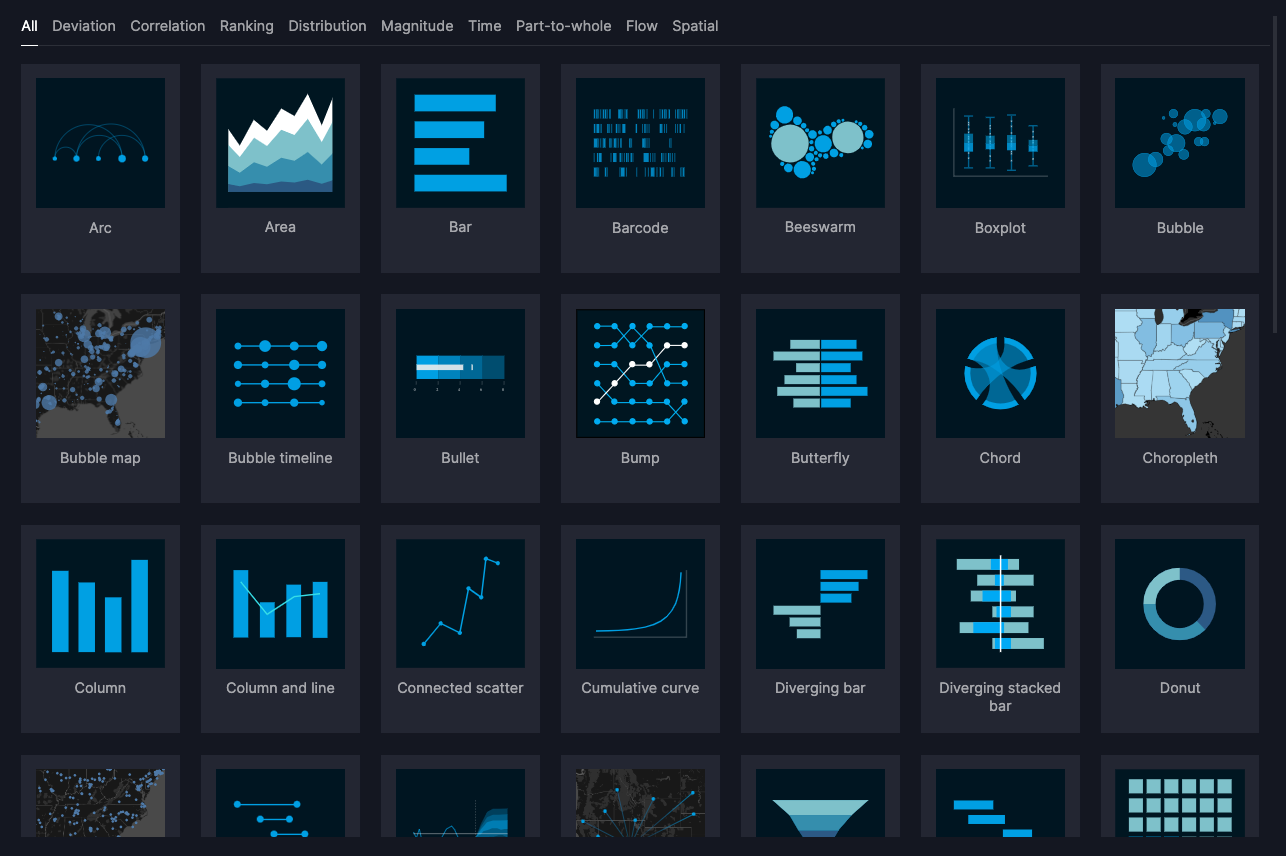 All Deviation Correlation Ranking Distribution Magnitude Time Part-to-whole Flow Spatial
Arc Area Bar Barcode Beeswarm Boxplot Bubble
Bubble map Bubble timeline Bullet Bump Butterfly Chord Choropleth
Column Column and line Connected scatter Cumulative curve Diverging bar Diverging stacked Donut
bar